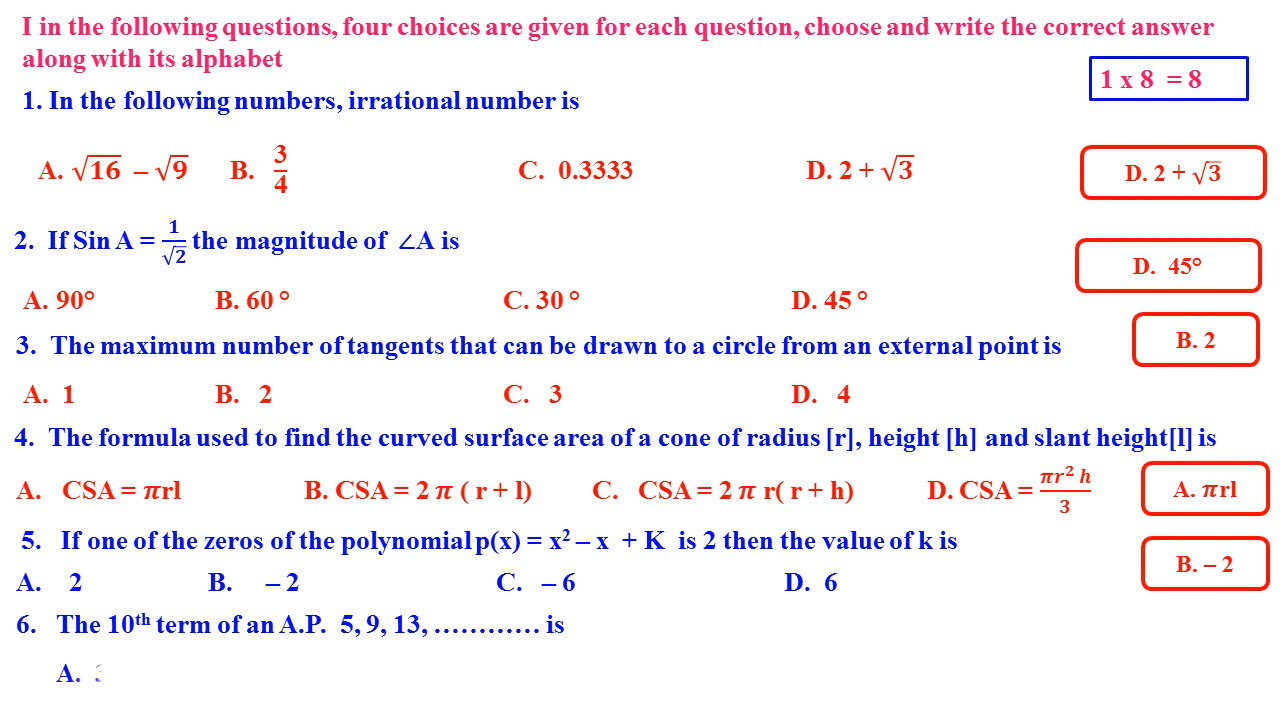 I in the following questions, four choices are given for each question, choose and write the correct answer
along with its alphabet
1 x 8 = 8
1. In the following numbers, irrational number is
A. √16 – √9 B. 3/4 C. 0.3333 D. 2 + √3
D. 2 + √3
2. If Sin A = 1/√2 the magnitude of ∠A is
D. 45°
A. 90° B. 60 ° C. 30 ° D. 45 °
3. The maximum number of tangents that can be drawn to a circle from an external point is
B. 2
A. 1 B. 2 C. 3 D. 4
4. The formula used to find the curved surface area of a cone of radius [r], height [h] and slant height[l] is
A. CSA = πrl B. CSA = 2 π ( r + l) C. CSA = 2 π r( r + h) D. CSA = πr² h/3
A. πrl
5. If one of the zeros of the polynomial p(x) = x² – x + K is 2 then the value of k is
B. – 2
A. 2 B. – 2 C. – 6 D. 6
6. The 10th term of an A.P. 5, 9, 13, ………… is
A.